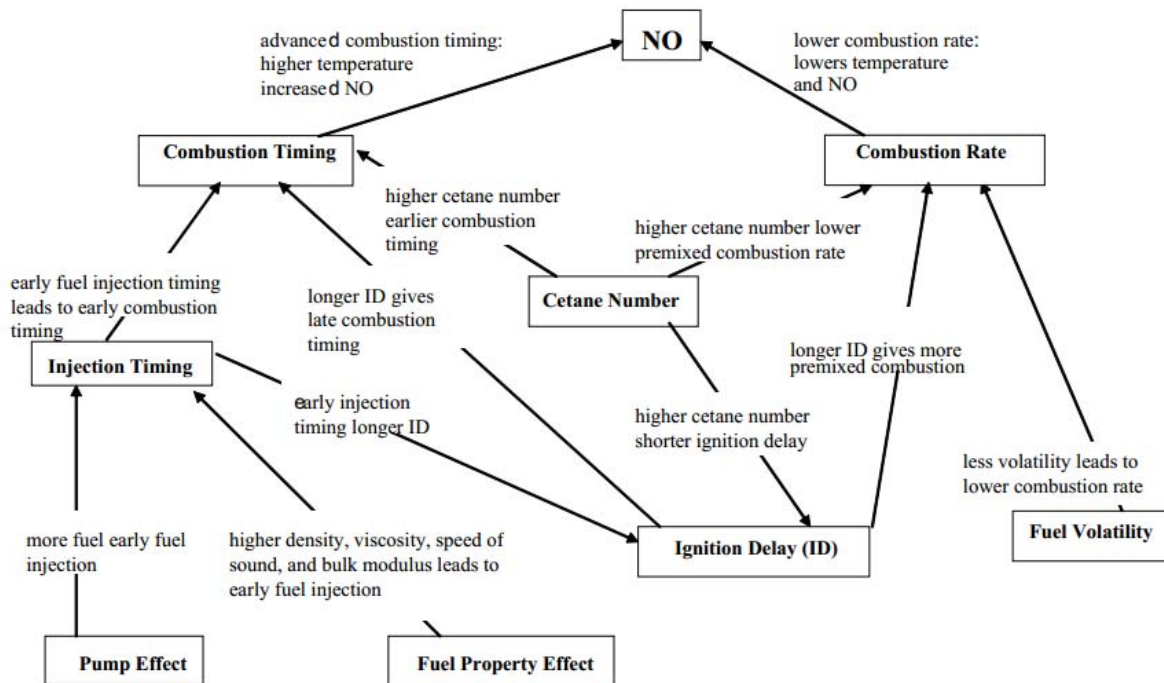 NO
advanced combustion timing:
higher temperature
increased NO
lower combustion rate:
lowers temperature
and NO
Combustion Timing
Combustion Rate
higher cetane number
earlier combustion
timing
higher cetane number lower
premixed combustion rate
early fuel injection timing
leads to early combustion
timing
longer ID gives
late combustion
timing
Cetane Number
Injection Timing
longer ID gives more
premixed combustion
early injection
timing longer ID
higher cetane number
shorter ignition delay
less volatility leads to
lower combustion rate
more fuel early fuel
injection
higher density, viscosity, speed of
sound, and bulk modulus leads to
early fuel injection
Ignition Delay (ID)
Fuel Volatility
Pump Effect
Fuel Property Effect